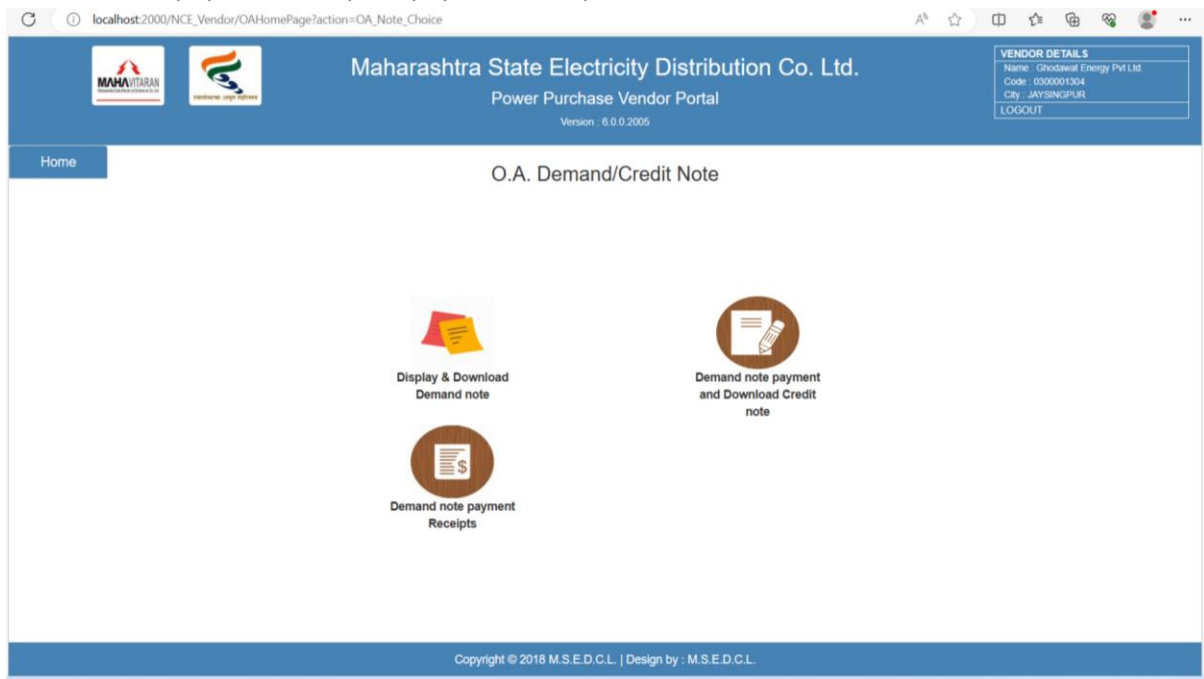 localhost:2000/NCE_Vendor/OAHomePage?action=OA_Note_Choice
MAHAVITARAN
Maharashtra State Electricity Distribution Co. Ltd.
Power Purchase Vendor Portal
Version : 6.0.0.2005
VENDOR DETAILS
Name : Ghodawat Energy Pvt Ltd.
Code : 0300001304
City : JAYSINGPUR
LOGOUT
Home
O.A. Demand/Credit Note
Display & Download
Demand note
Demand note payment
and Download Credit
note
Demand note payment
Receipts
Copyright © 2018 M.S.E.D.C.L. | Design by : M.S.E.D.C.L.